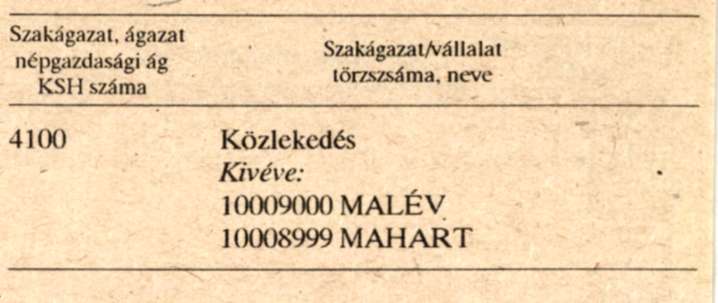 Szakágazat, ágazat
népgazdasági ág
KSH száma
Szakágazat/vállalat
törzsszáma, neve
4100 Közlekedés
Kivéve:
10009000 MALÉV
10008999 MAHART